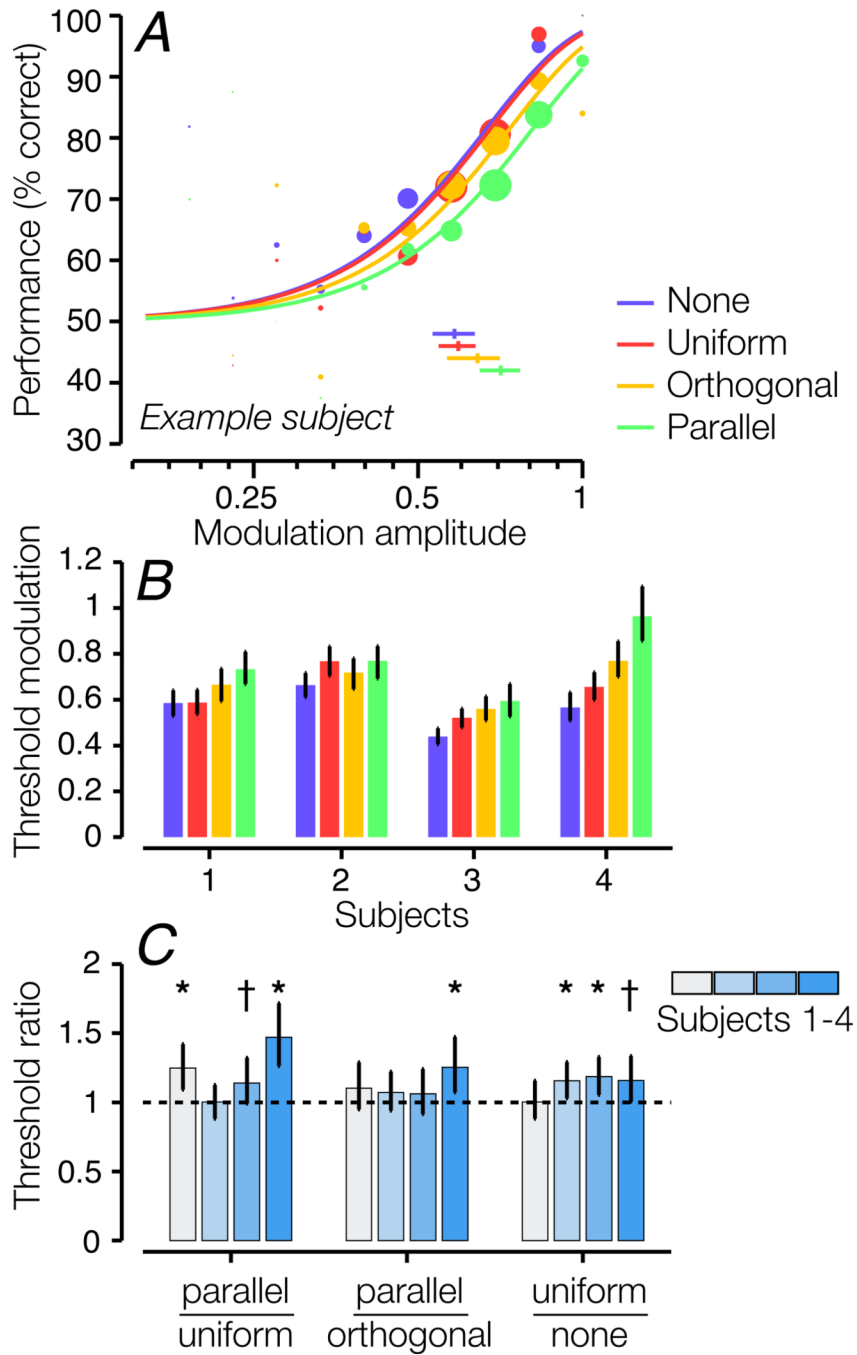 A
Performance (% correct)
100
90
80
70
60
50
40
30
Example subject
None
Uniform
Orthogonal
Parallel
0.25
0.5
1
Modulation amplitude
B
Threshold modulation
1.2
1
0.8
0.6
0.4
0.2
0
1
2
3
4
Subjects
C
Threshold ratio
2
1.5
1
0.5
0
*
†
*
*
*
*
†
Subjects 1-4
parallel
uniform
parallel
orthogonal
uniform
none